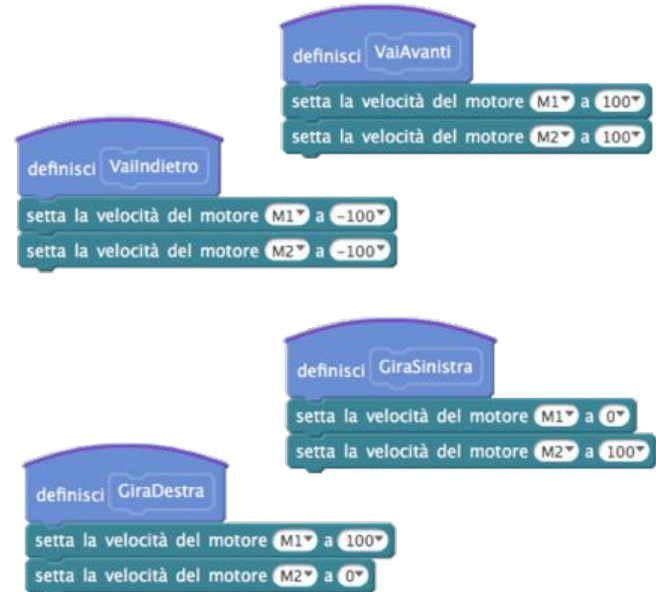 definisci VaiAvanti
setta la velocità del motore M1 a 100
setta la velocità del motore M2 a 100
definisci VaiIndietro
setta la velocità del motore M1 a -100
setta la velocità del motore M2 a -100
definisci GiraSinistra
setta la velocità del motore M1 a 0
setta la velocità del motore M2 a 100
definisci GiraDestra
setta la velocità del motore M1 a 100
setta la velocità del motore M2 a 0